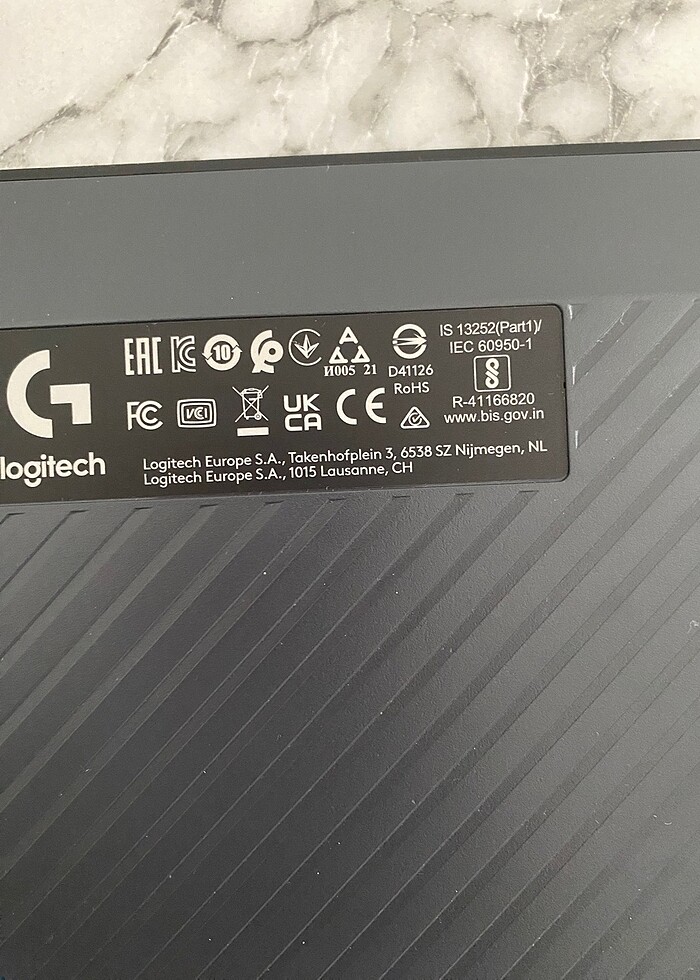 EAC
10
И005 21
D41126
RoHS
IS 13252(Part1)/
IEC 60950-1
R-41166820
www.bis.gov.in
FC
VCI
UK
CA
CE
logitech
Logitech Europe S.A., Takenhofplein 3, 6538 SZ Nijmegen, NL
Logitech Europe S.A., 1015 Lausanne, CH